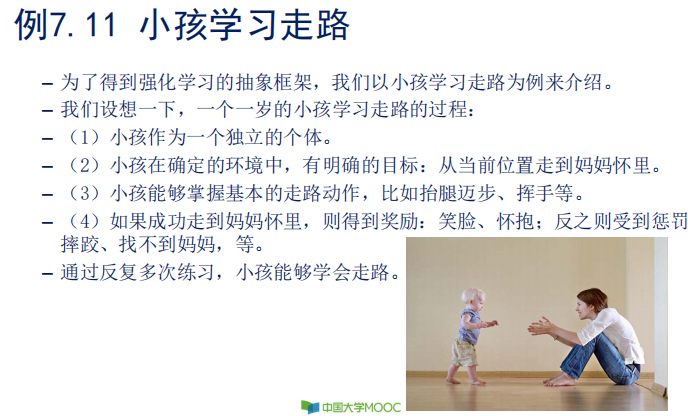 例7.11 小孩学习走路
– 为了得到强化学习的抽象框架，我们以小孩学习走路为例来介绍。
– 我们设想一下，一个一岁的小孩学习走路的过程：
– （1）小孩作为一个独立的个体。
– （2）小孩在确定的环境中，有明确的目标：从当前位置走到妈妈怀里。
– （3）小孩能够掌握基本的走路动作，比如抬腿迈步、挥手等。
– （4）如果成功走到妈妈怀里，则得到奖励：笑脸、怀抱；反之则受到惩罚
摔跤、找不到妈妈，等。
– 通过反复多次练习，小孩能够学会走路。
中国大学MOOC